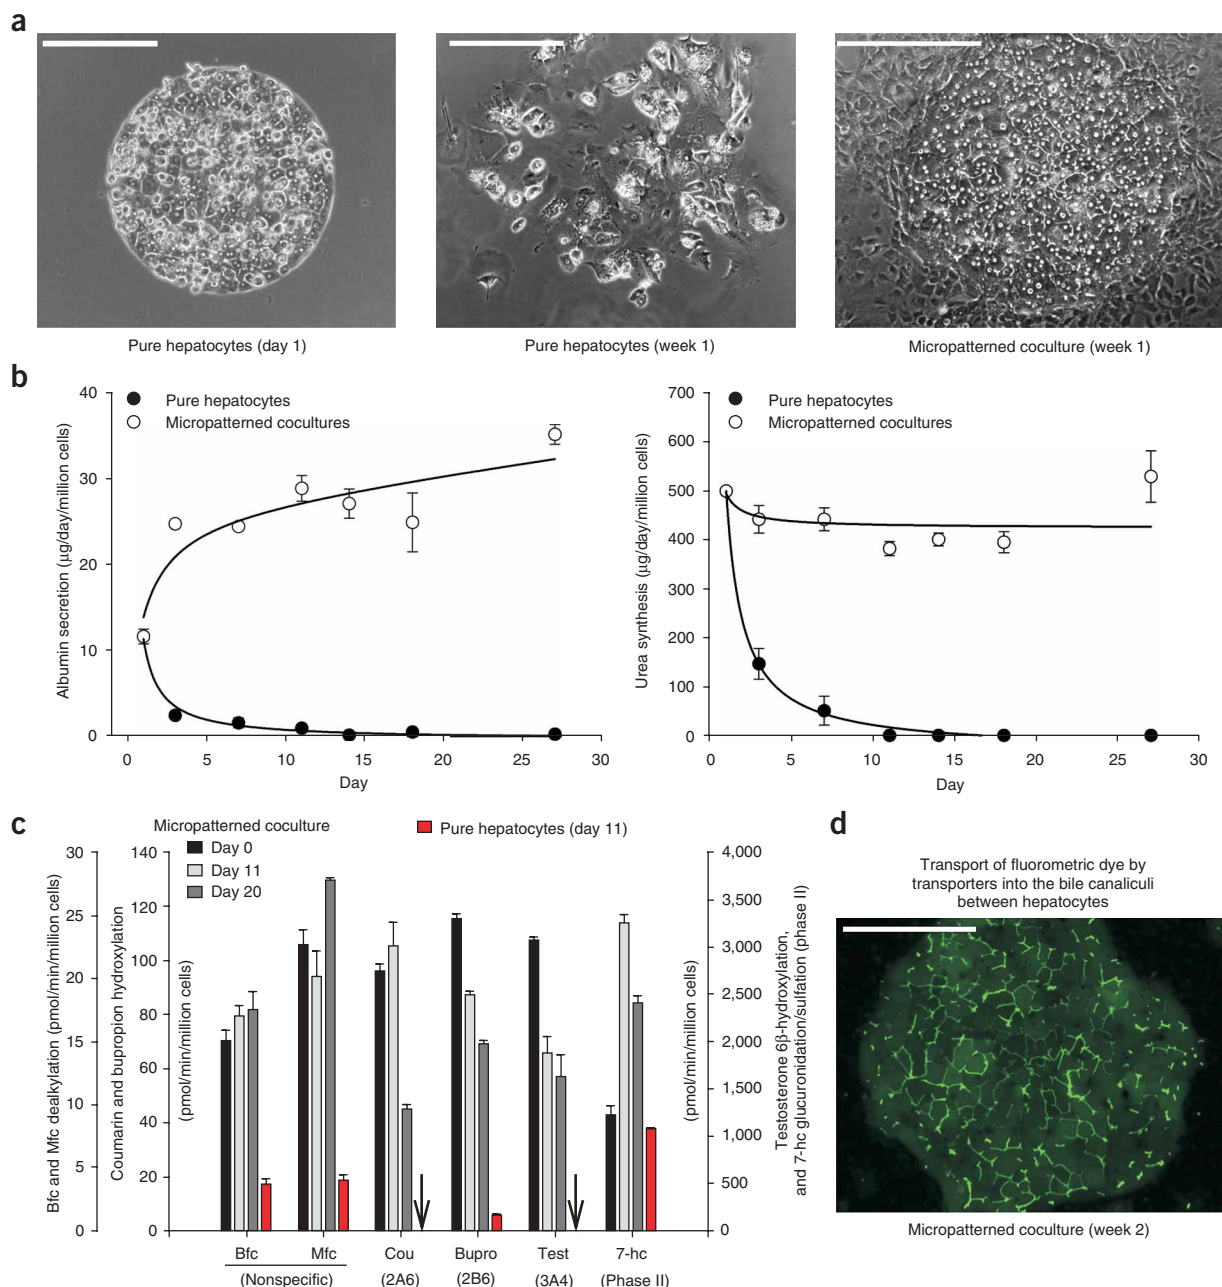 a
Pure hepatocytes (day 1)
Pure hepatocytes (week 1)
Micropatterned coculture (week 1)
b
Albumin secretion (µg/day/million cells)
40
30
20
10
0
Pure hepatocytes
Micropatterned cocultures
0
5
10
15
20
25
30
Day
Urea synthesis (µg/day/million cells)
700
600
500
400
300
200
100
0
Pure hepatocytes
Micropatterned cocultures
0
5
10
15
20
25
30
Day
c
Micropatterned coculture
Day 0
Day 11
Day 20
Pure hepatocytes (day 11)
Bfc and Mfc dealkylation (pmol/min/million cells)
30
25
20
15
10
5
0
Coumarin and bupropion hydroxylation
(pmol/min/million cells)
140
120
100
80
60
40
20
0
4,000
3,500
3,000
2,500
2,000
1,500
1,000
500
0
(pmol/min/million cells)
Testosterone 6β-hydroxylation,
and 7-hc glucuronidation/sulfation (phase II)
Bfc
Mfc
Cou
Bupro
Test
7-hc
(Nonspecific)
(2A6)
(2B6)
(3A4)
(Phase II)
d
Transport of fluorometric dye by
transporters into the bile canaliculi
between hepatocytes
Micropatterned coculture (week 2)